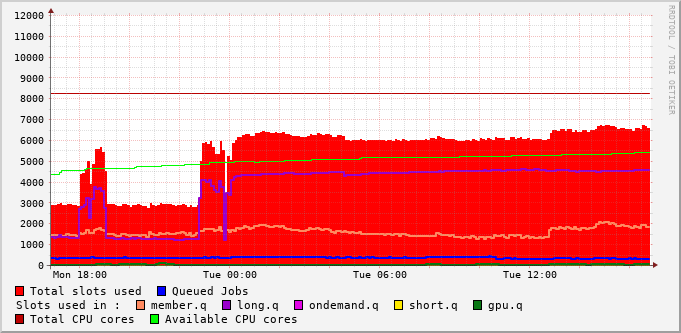 12000
11000
10000
9000
8000
7000
6000
5000
4000
3000
2000
1000
0
Mon 18:00 Tue 00:00 Tue 06:00 Tue 12:00
Total slots used Queued Jobs
Slots used in : member.q long.q ondemand.q short.q gpu.q
Total CPU cores Available CPU cores
RRDTOOL / TOBI OETIKER